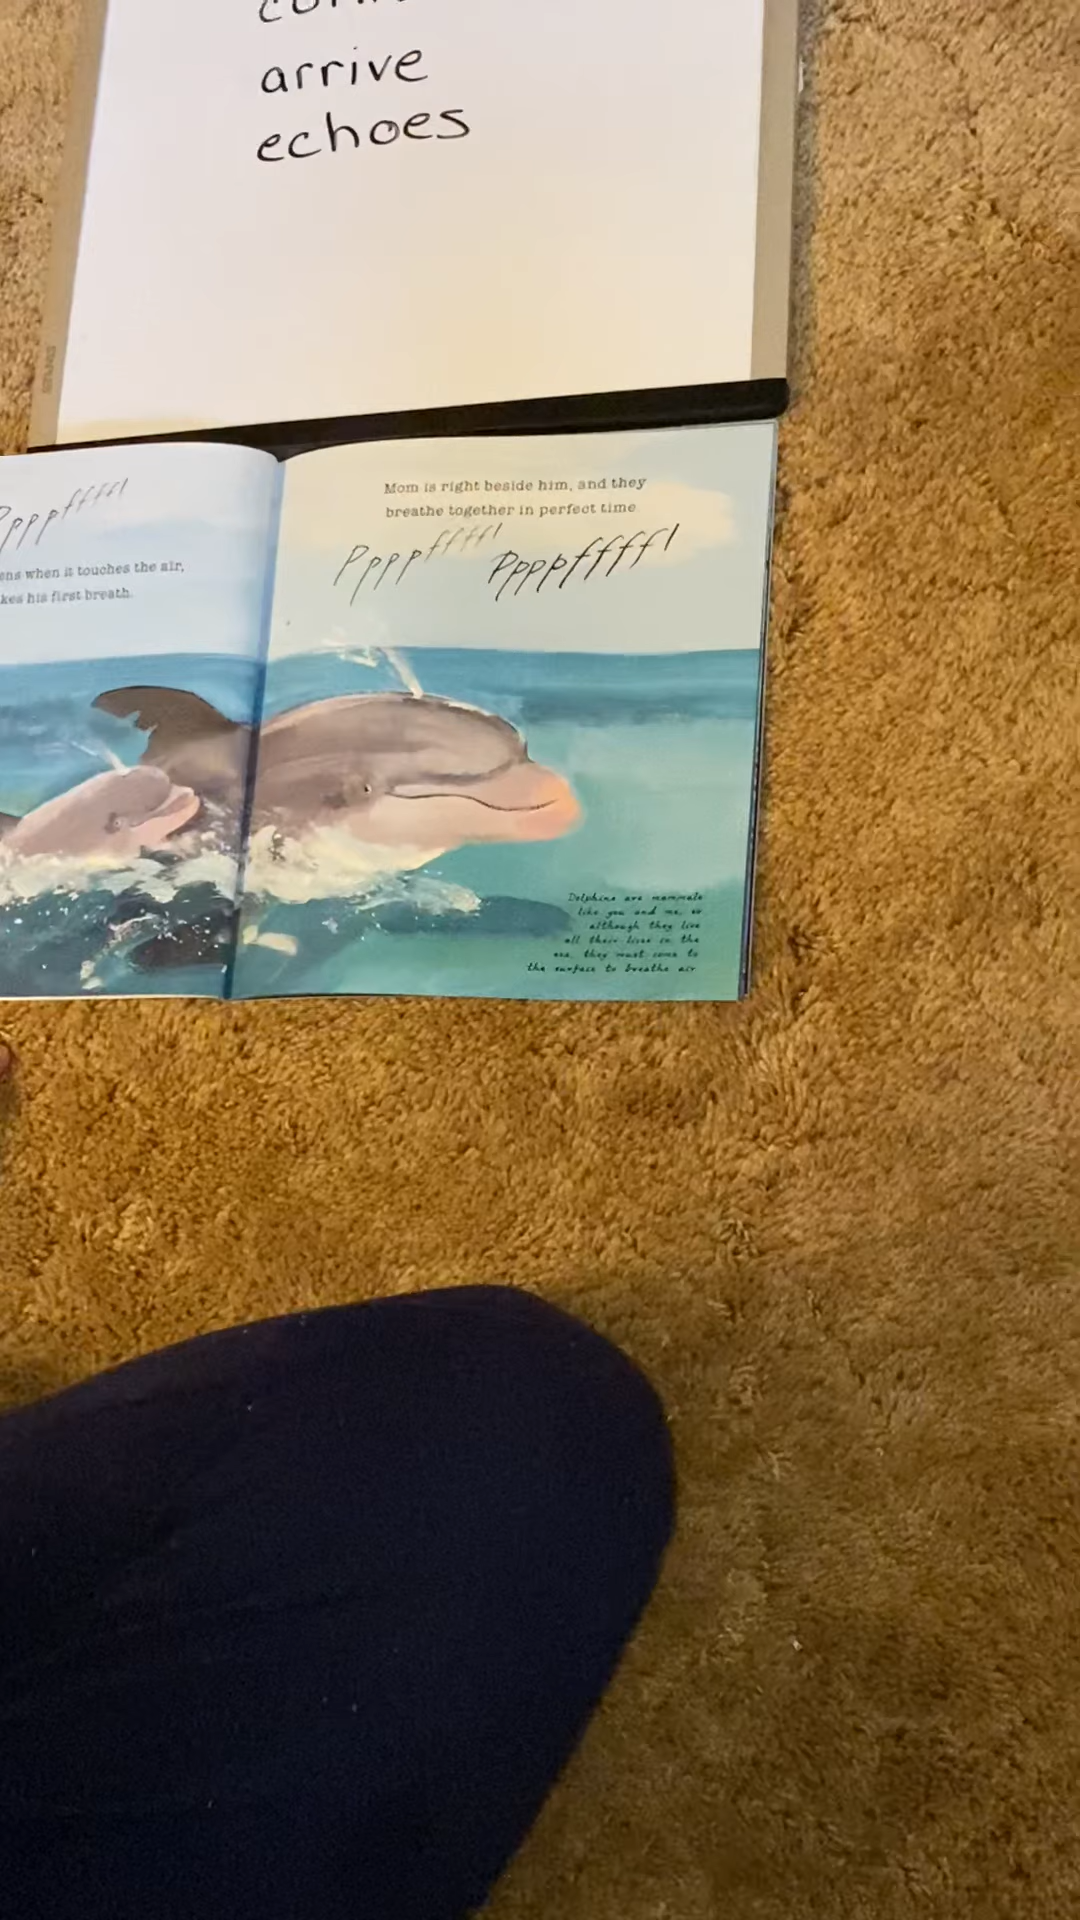 arrive
echoes
Ppppffff!
ens when it touches the air,
kes his first breath.
Mom is right beside him, and they
breathe together in perfect time
Ppppfffff!
Ppppfffff!
Dolphins are mammals
like you and me, so
although they live
all their lives in the
sea, they must come to
the surface to breathe air